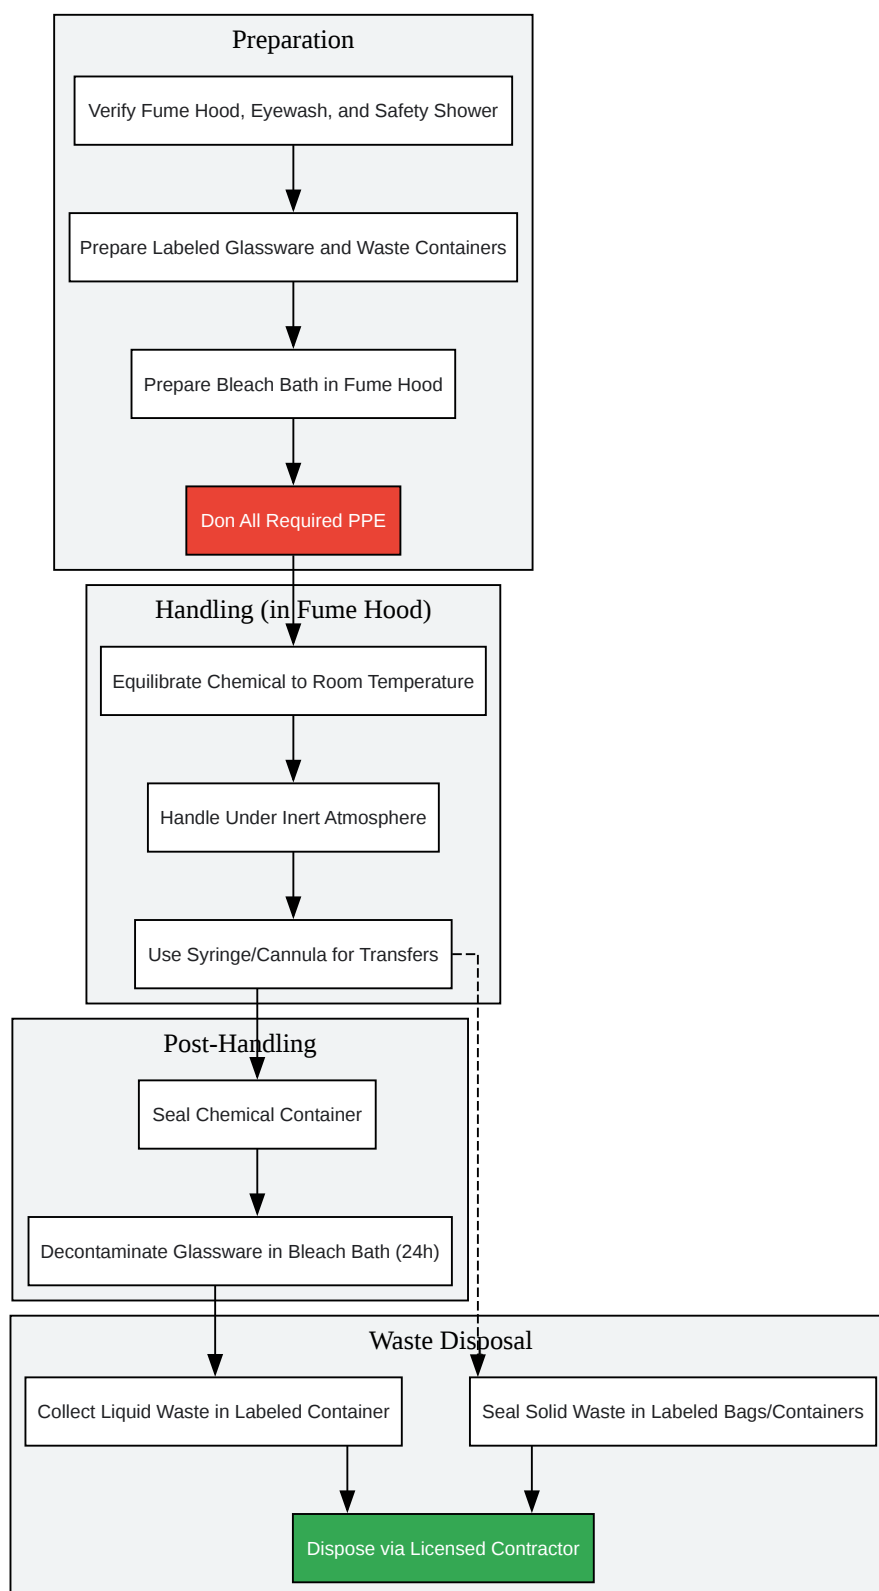 Preparation
Verify Fume Hood, Eyewash, and Safety Shower
Prepare Labeled Glassware and Waste Containers
Prepare Bleach Bath in Fume Hood
Don All Required PPE
Handling (in Fume Hood)
Equilibrate Chemical to Room Temperature
Handle Under Inert Atmosphere
Use Syringe/Cannula for Transfers
Post-Handling
Seal Chemical Container
Decontaminate Glassware in Bleach Bath (24h)
Waste Disposal
Collect Liquid Waste in Labeled Container
Seal Solid Waste in Labeled Bags/Containers
Dispose via Licensed Contractor